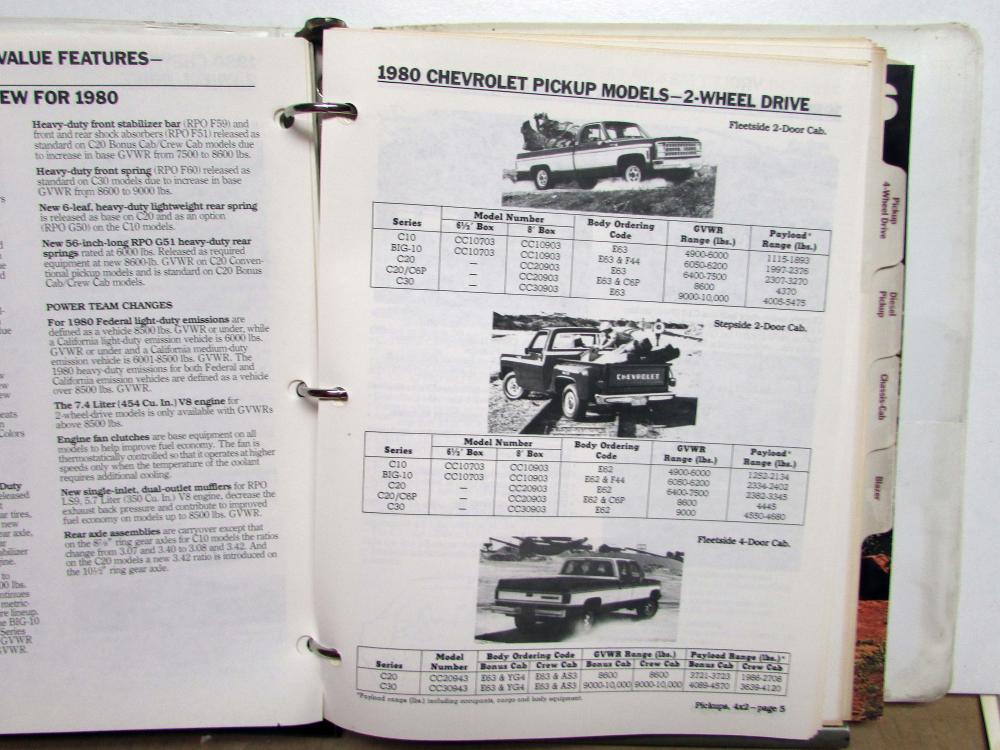 VALUE FEATURES—
EW FOR 1980
Heavy-duty front stabilizer bar (RPO F59) and
front and rear shock absorbers (RPO F51) released as
standard on C20 Bonus Cab/Crew Cab models due
to increase in base GVWR from 7500 to 8600 lbs.
Heavy-duty front spring (RPO F60) released as
standard on C30 models due to increase in base
GVWR from 8600 to 9000 lbs.
New 6-leaf, heavy-duty lightweight rear spring
is released as base on C20 and as an option
(RPO G50) on the C10 models.
New 56-inch-long RPO G51 heavy-duty rear
springs rated at 6000 lbs. Released as required
equipment at new 8600-lb. GVWR on C20 Conven-
tional pickup models and is standard on C20 Bonus
Cab/Crew Cab models.
POWER TEAM CHANGES
For 1980 Federal light-duty emissions are
defined as a vehicle 8500 lbs. GVWR or under, while
a California light-duty emission vehicle is 6000 lbs.
GVWR or under and a California medium-duty
emission vehicle is 6001-8500 lbs. GVWR. The
1980 heavy-duty emissions for both Federal and
California emission vehicles are defined as a vehicle
over 8500 lbs. GVWR.
The 7.4 Liter (454 Cu. In.) V8 engine for
2-wheel-drive models is only available with GVWRs
above 8500 lbs.
Engine fan clutches are base equipment on all
models to help improve fuel economy. The fan is
thermostatically controlled so that it operates at higher
speeds only when the temperature of the coolant
requires additional cooling.
New single-inlet, dual-outlet mufflers for RPO
LS9, 5.7 Liter (350 Cu. In.) V8 engine, decrease the
exhaust back pressure and contribute to improved
fuel economy on models up to 8500 lbs. GVWR.
Rear axle assemblies are carryover except that
on the 8½" ring gear axles for C10 models the ratios
change from 3.07 and 3.40 to 3.08 and 3.42. And
on the C20 models a new 3.42 ratio is introduced on
the 10½" ring gear axle.
1980 CHEVROLET PICKUP MODELS—2-WHEEL DRIVE
Fleetside 2-Door Cab.
Series Model Number Body Ordering Code GVWR Range (lbs.) Payload* Range (lbs.)
6½' Box 8' Box
C10 CC10703 CC10903 E63 4900-6000 1115-1893
BIG-10 CC10703 CC10903 E63 & F44 6050-6200 1997-2376
C20 — CC20903 E63 6400-7500 2307-3270
C20/C6P — CC20903 E63 & C6P 8600 4370
C30 CC30903 E63 9000-10,000 4005-5475
Stepside 2-Door Cab.
CHEVROLET
Series Model Number Body Ordering Code GVWR Range (lbs.) Payload* Range (lbs.)
6½' Box 8' Box
C10 CC10703 CC10903 E62 4900-6000 1252-2134
BIG-10 CC10703 CC10903 E62 & F44 6050-6200 2334-2402
C20 — CC20903 E62 6400-7500 2382-3345
C20/C6P — CC20903 E62 & C6P 8600 4445
C30 — CC30903 E62 9000 4550-4680
Fleetside 4-Door Cab.
Series Model Number Body Ordering Code GVWR Range (lbs.) Payload Range (lbs.)*
Bonus Cab Crew Cab Bonus Cab Crew Cab Bonus Cab Crew Cab
C20 CC20943 E63 & YG4 E63 & AS3 8600 8600 3721-3723 1986-2708
C30 CC30943 E63 & YG4 E63 & AS3 9000-10,000 9000-10,000 4089-4570 3639-4120
*Payload range (lbs.) including occupants, cargo and body equipment.
Pickups, 4x2—page 5
Pickup
4-Wheel Drive
Diesel
Pickup
Chassis-Cab
Blazer